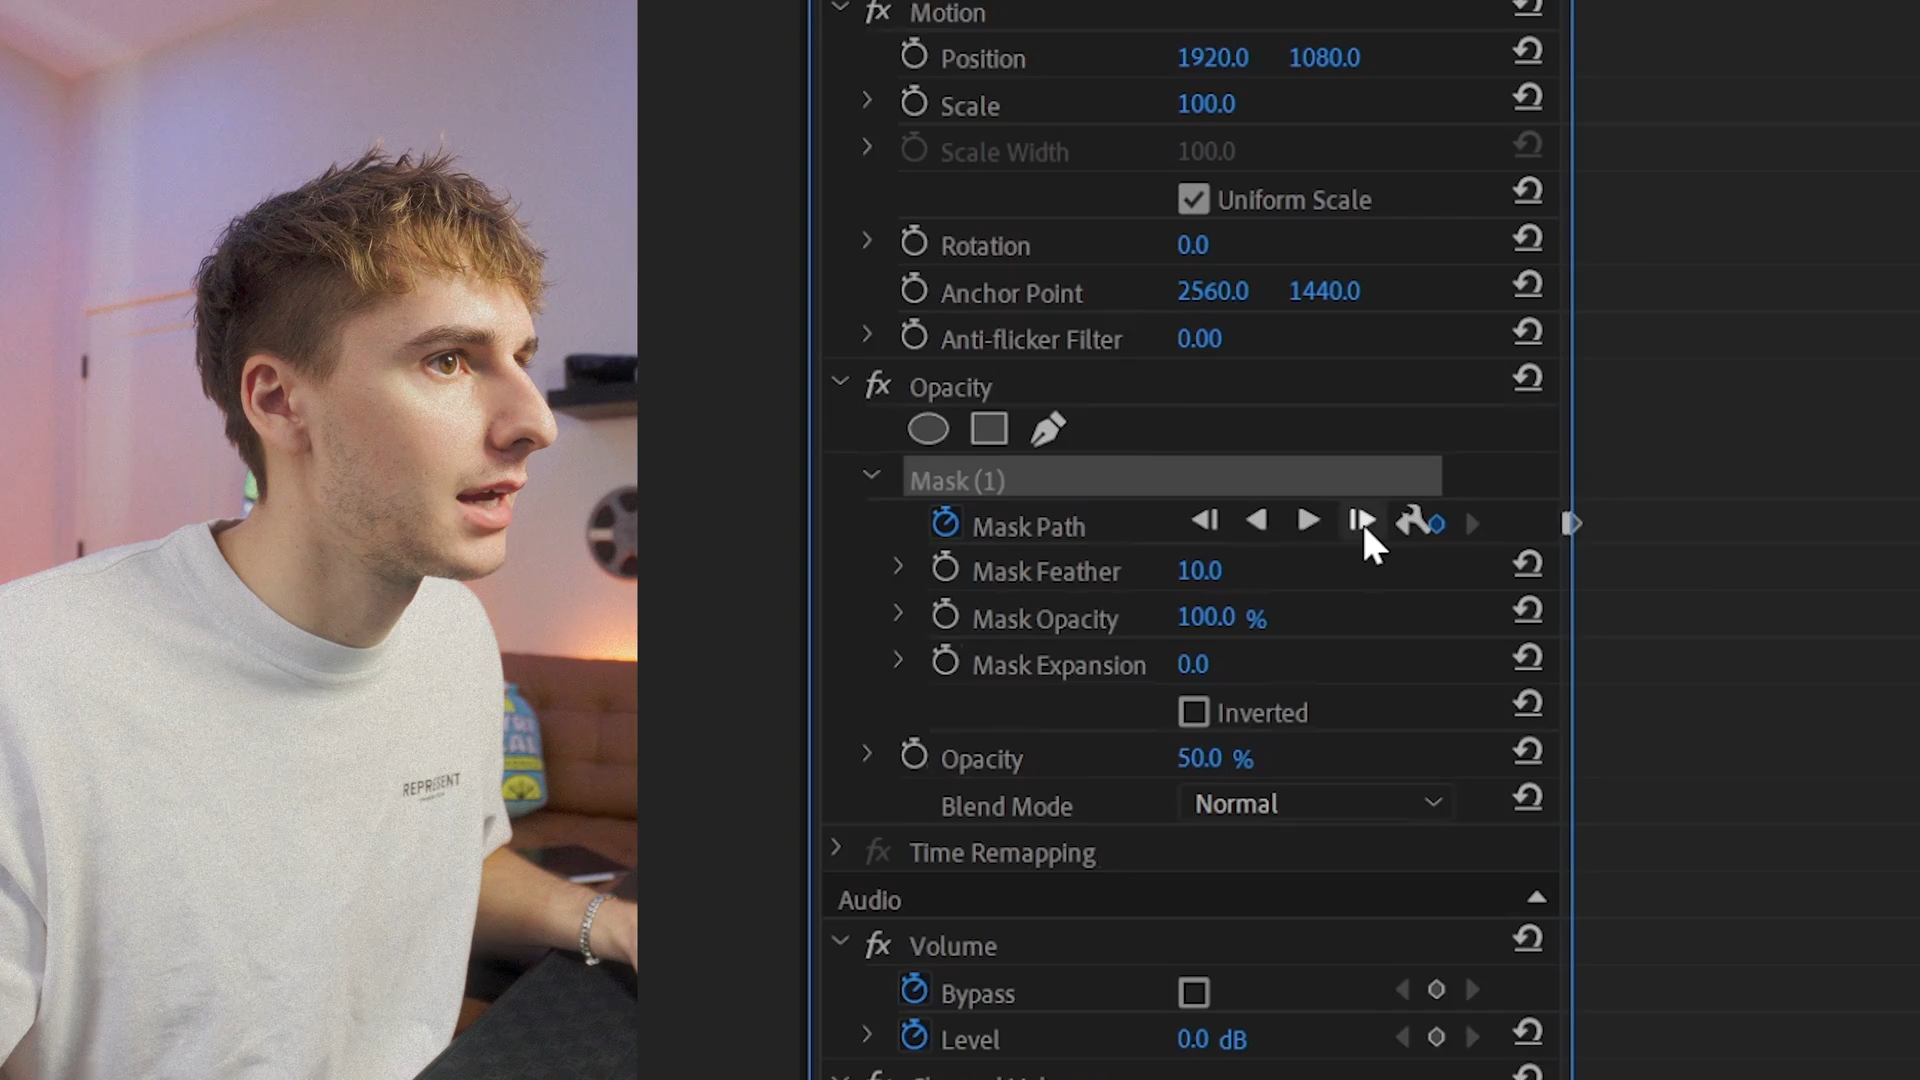 Motion
Position 1920.0 1080.0
Scale 100.0
Scale Width 100.0
Uniform Scale
Rotation 0.0
Anchor Point 2560.0 1440.0
Anti-flicker Filter 0.00
Opacity
Mask (1)
Mask Path
Mask Feather 10.0
Mask Opacity 100.0 %
Mask Expansion 0.0
Inverted
Opacity 50.0 %
Blend Mode Normal
Time Remapping
Audio
Volume
Bypass
Level 0.0 dB
REPRESENT